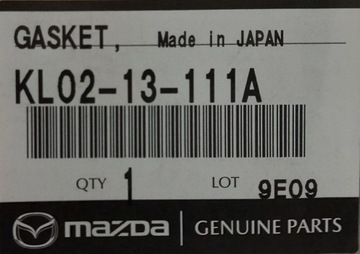 GASKET, Made in JAPAN
KL02-13-111A
QTY 1 LOT 9E09
mazda GENUINE PARTS